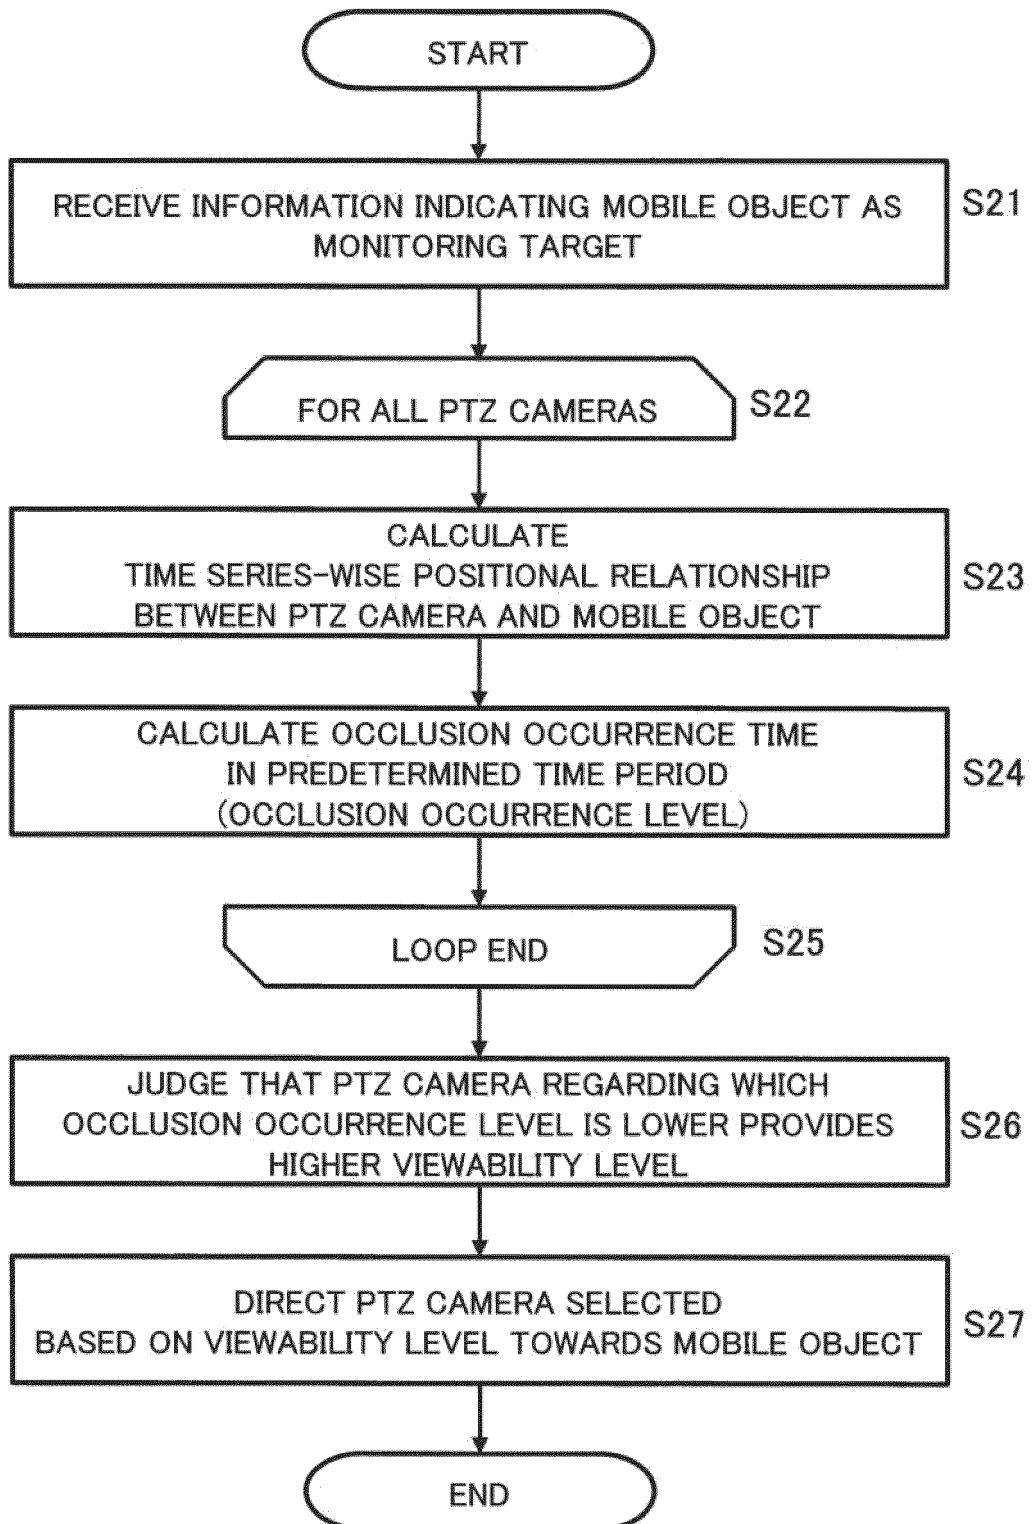 START
RECEIVE INFORMATION INDICATING MOBILE OBJECT AS
MONITORING TARGET
S21
FOR ALL PTZ CAMERAS
S22
CALCULATE
TIME SERIES-WISE POSITIONAL RELATIONSHIP
BETWEEN PTZ CAMERA AND MOBILE OBJECT
S23
CALCULATE OCCLUSION OCCURRENCE TIME
IN PREDETERMINED TIME PERIOD
(OCCLUSION OCCURRENCE LEVEL)
S24
LOOP END
S25
JUDGE THAT PTZ CAMERA REGARDING WHICH
OCCLUSION OCCURRENCE LEVEL IS LOWER PROVIDES
HIGHER VIEWABILITY LEVEL
S26
DIRECT PTZ CAMERA SELECTED
BASED ON VIEWABILITY LEVEL TOWARDS MOBILE OBJECT
S27
END